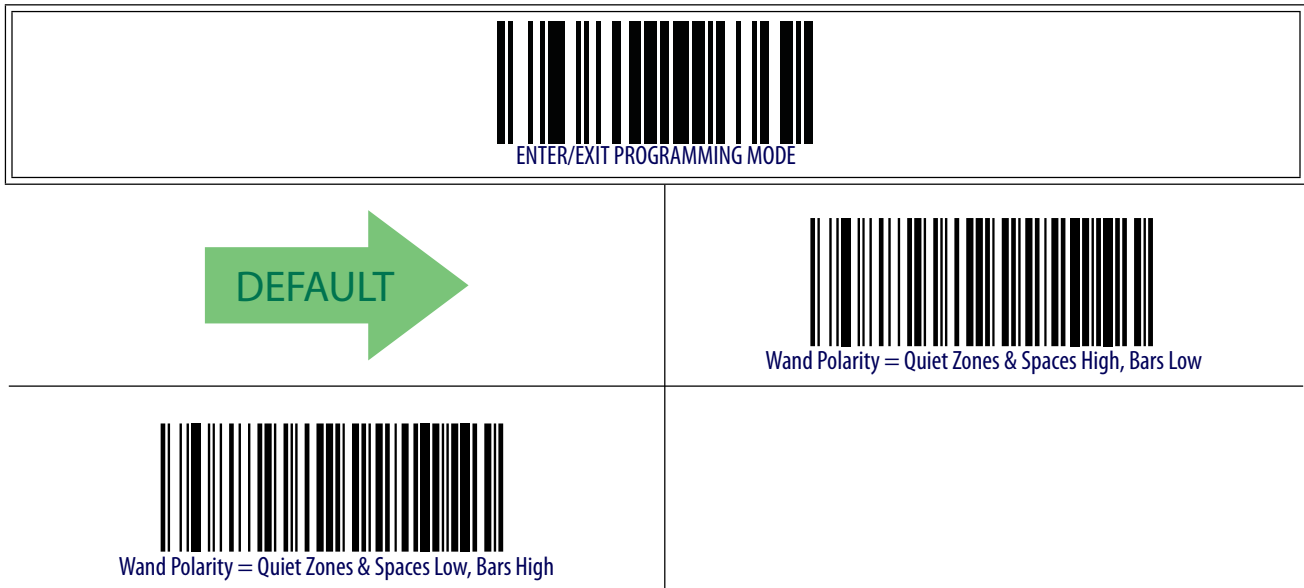 ENTER/EXIT PROGRAMMING MODE
DEFAULT
Wand Polarity = Quiet Zones & Spaces High, Bars Low
Wand Polarity = Quiet Zones & Spaces Low, Bars High